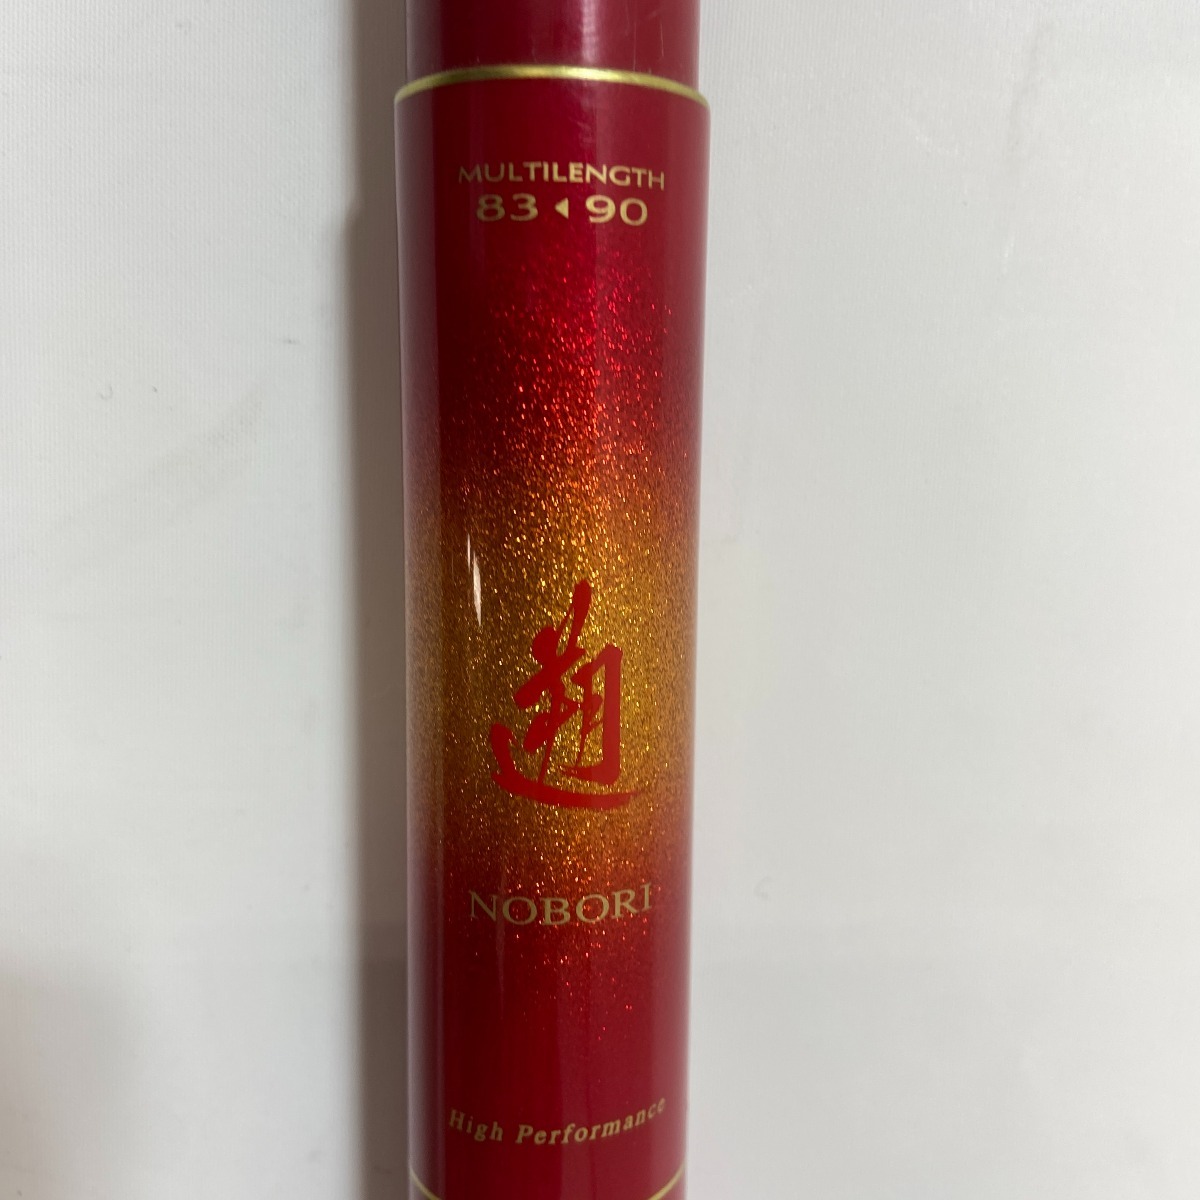 MULTILENGTH
83 ◀ 90
遡
NOBORI
High Performance